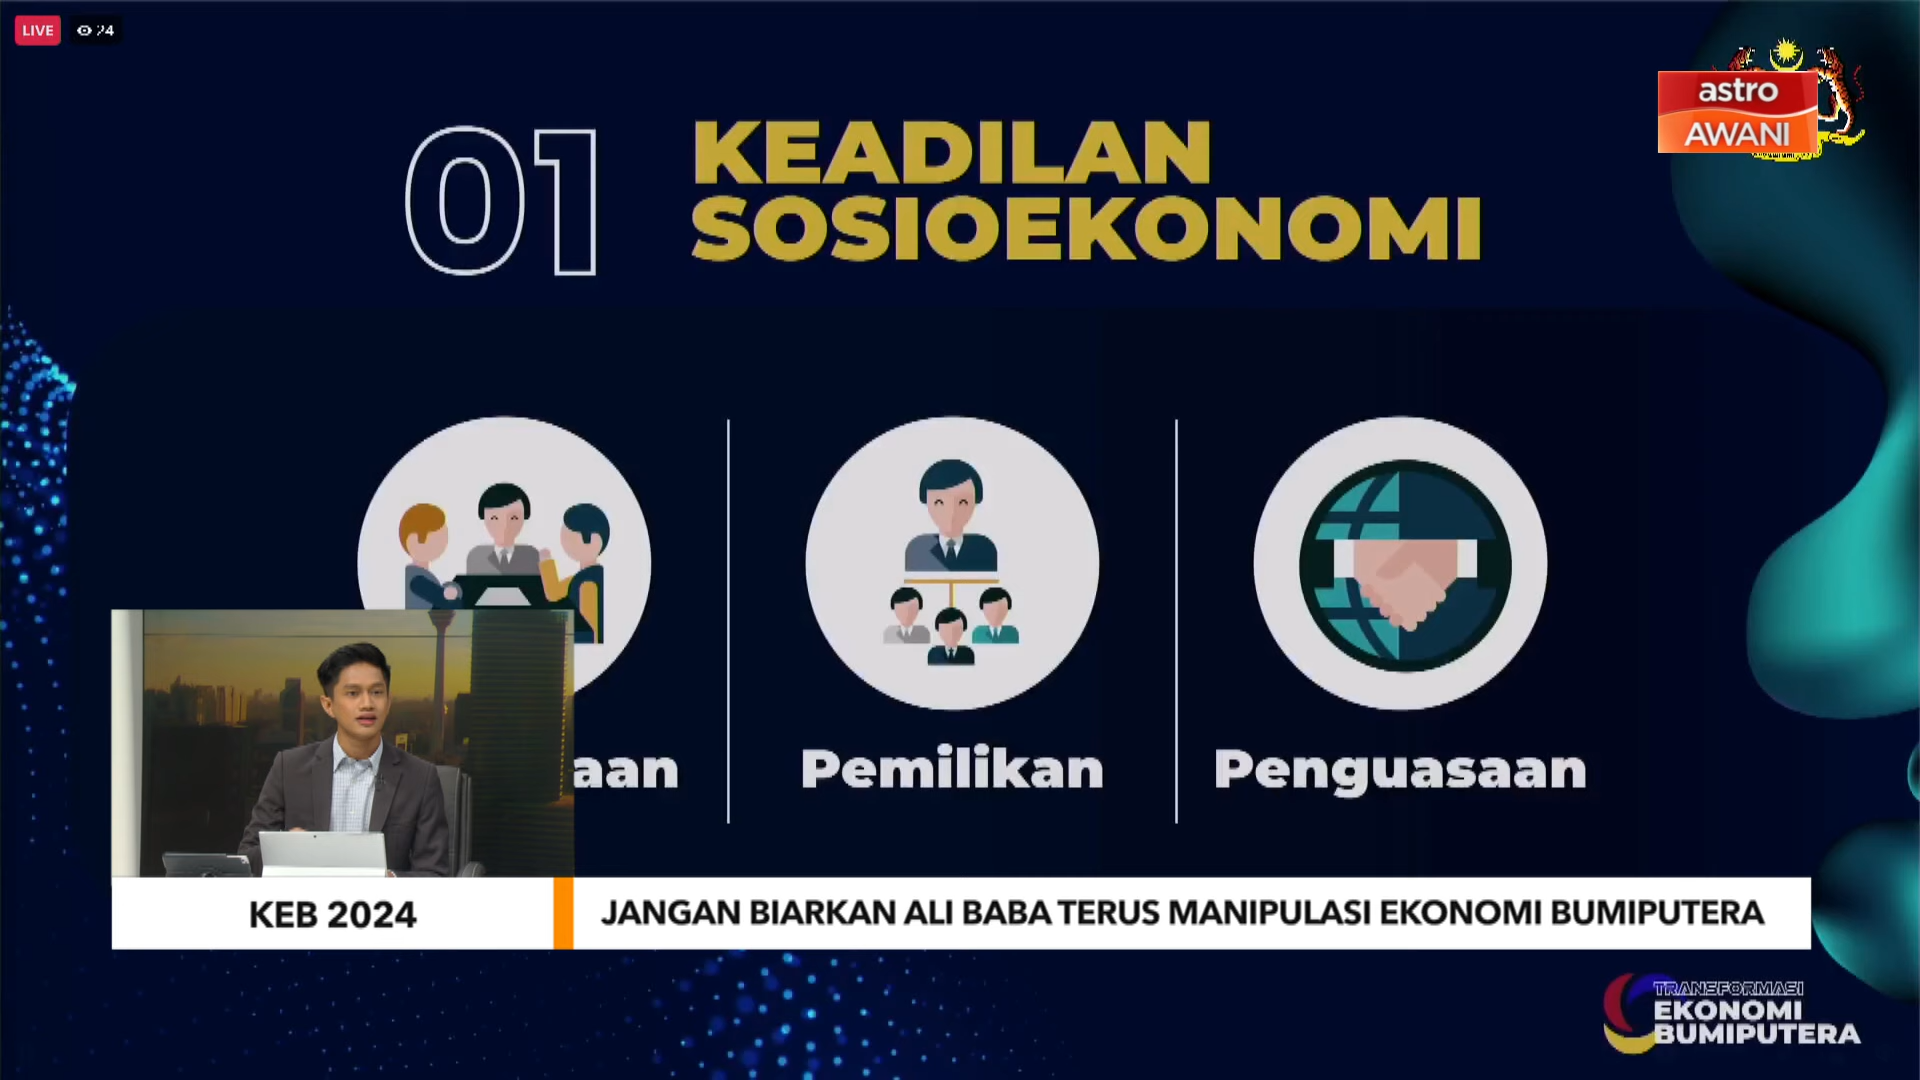 LIVE
24
astro
AWANI
01
KEADILAN
SOSIOEKONOMI
aan
Pemilikan
Penguasaan
KEB 2024
JANGAN BIARKAN ALI BABA TERUS MANIPULASI EKONOMI BUMIPUTERA
TRANSFORMASI
EKONOMI
BUMIPUTERA